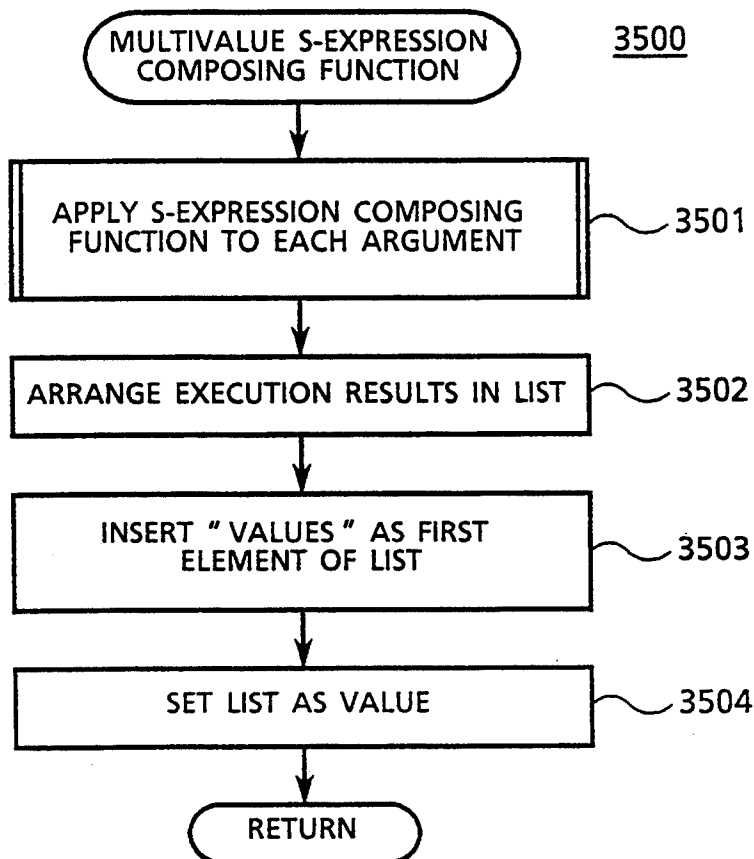 MULTIVALUE S-EXPRESSION
COMPOSING FUNCTION
3500
APPLY S-EXPRESSION COMPOSING
FUNCTION TO EACH ARGUMENT
3501
ARRANGE EXECUTION RESULTS IN LIST
3502
INSERT " VALUES " AS FIRST
ELEMENT OF LIST
3503
SET LIST AS VALUE
3504
RETURN